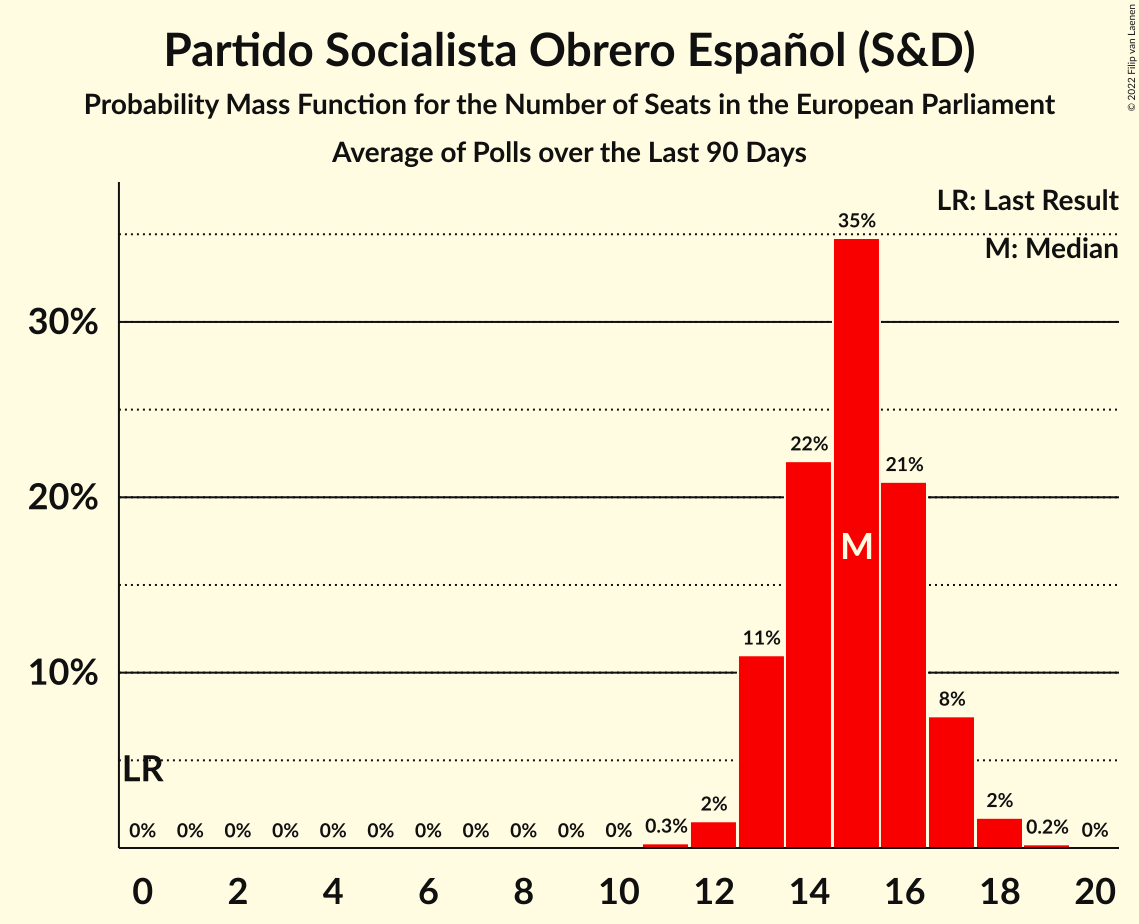 Partido Socialista Obrero Español (S&D)
Probability Mass Function for the Number of Seats in the European Parliament
Average of Polls over the Last 90 Days
© 2022 Filip van Laenen
LR: Last Result
M: Median
30%
20%
10%
35%
22%
21%
M
11%
8%
LR
0% 0% 0% 0% 0% 0% 0% 0% 0% 0% 0% 0.3% 2% 2% 0.2% 0%
0 2 4 6 8 10 12 14 16 18 20